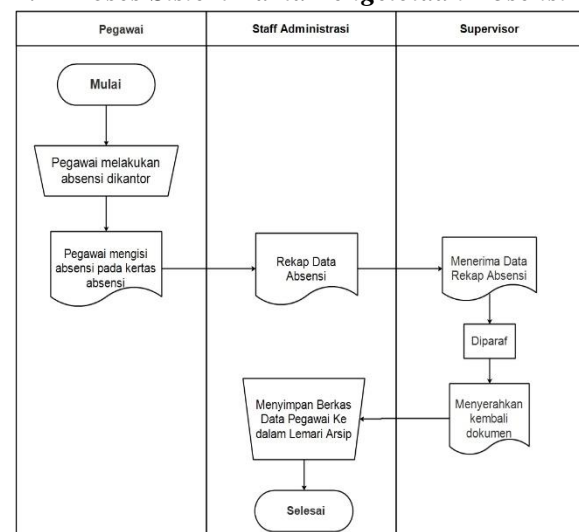 Pegawai
Staff Administrasi
Supervisor
Mulai
Pegawai melakukan
absensi dikantor
Pegawai mengisi
absensi pada kertas
absensi
Rekap Data
Absensi
Menerima Data
Rekap Absensi
Diparaf
Menyerahkan
kembali
dokumen
Menyimpan Berkas
Data Pegawai Ke
dalam Lemari Arsip
Selesai